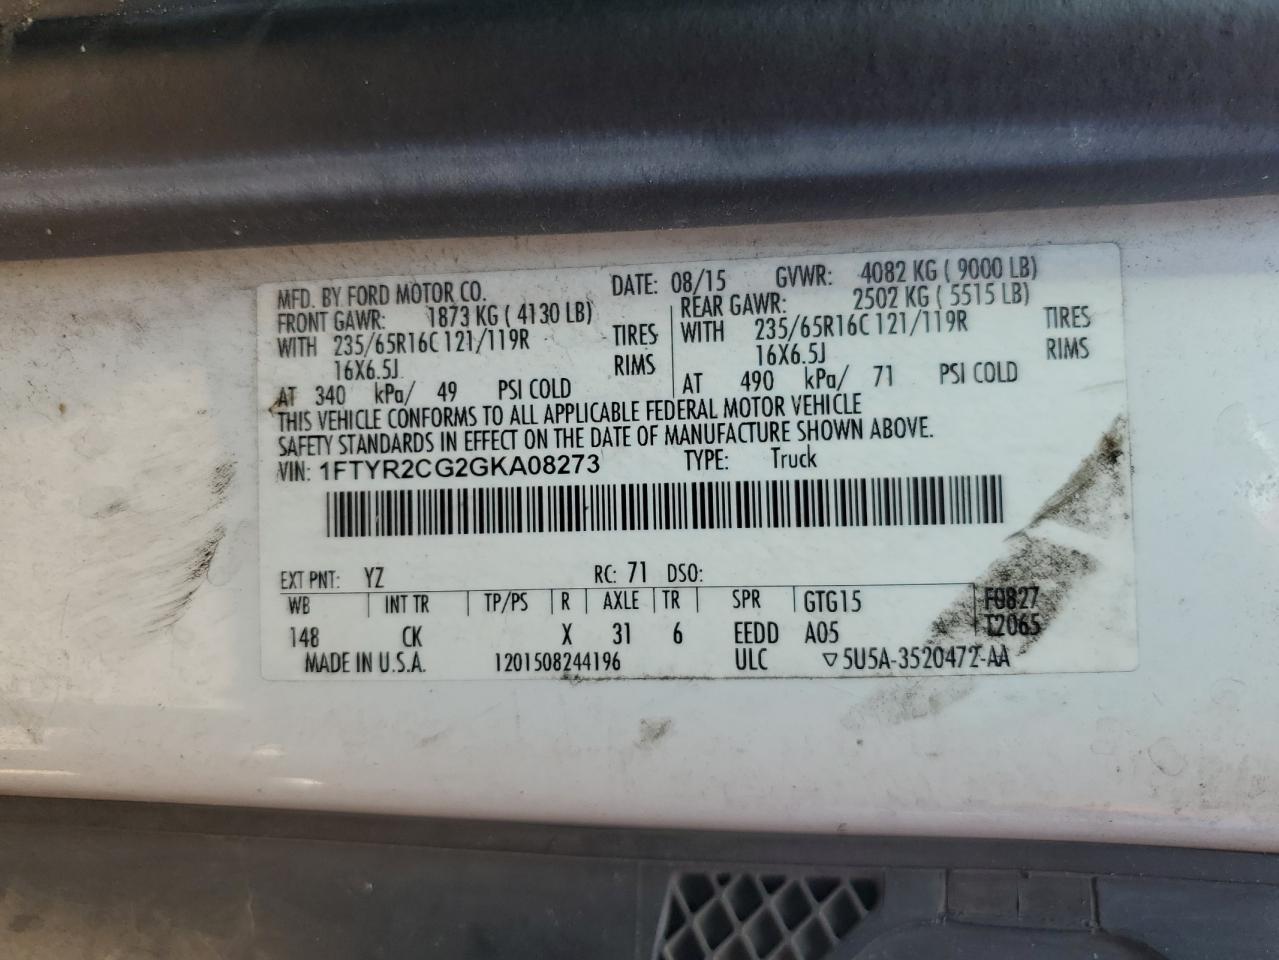 MFD. BY FORD MOTOR CO. DATE: 08/15 GVWR: 4082 KG ( 9000 LB)
FRONT GAWR: 1873 KG ( 4130 LB) REAR GAWR: 2502 KG ( 5515 LB)
WITH 235/65R16C 121/119R TIRES WITH 235/65R16C 121/119R TIRES
16X6.5J RIMS 16X6.5J RIMS
AT 340 kPa/ 49 PSI COLD AT 490 kPa/ 71 PSI COLD
THIS VEHICLE CONFORMS TO ALL APPLICABLE FEDERAL MOTOR VEHICLE
SAFETY STANDARDS IN EFFECT ON THE DATE OF MANUFACTURE SHOWN ABOVE.
VIN: 1FTYR2CG2GKA08273 TYPE: Truck
EXT PNT: YZ RC: 71 DSO:
WB INT TR TP/PS R AXLE TR SPR GTG15 F0827
148 CK X 31 6 EEDD A05 T2065
MADE IN U.S.A. 1201508244196 ULC ▽5U5A-3520472-AA